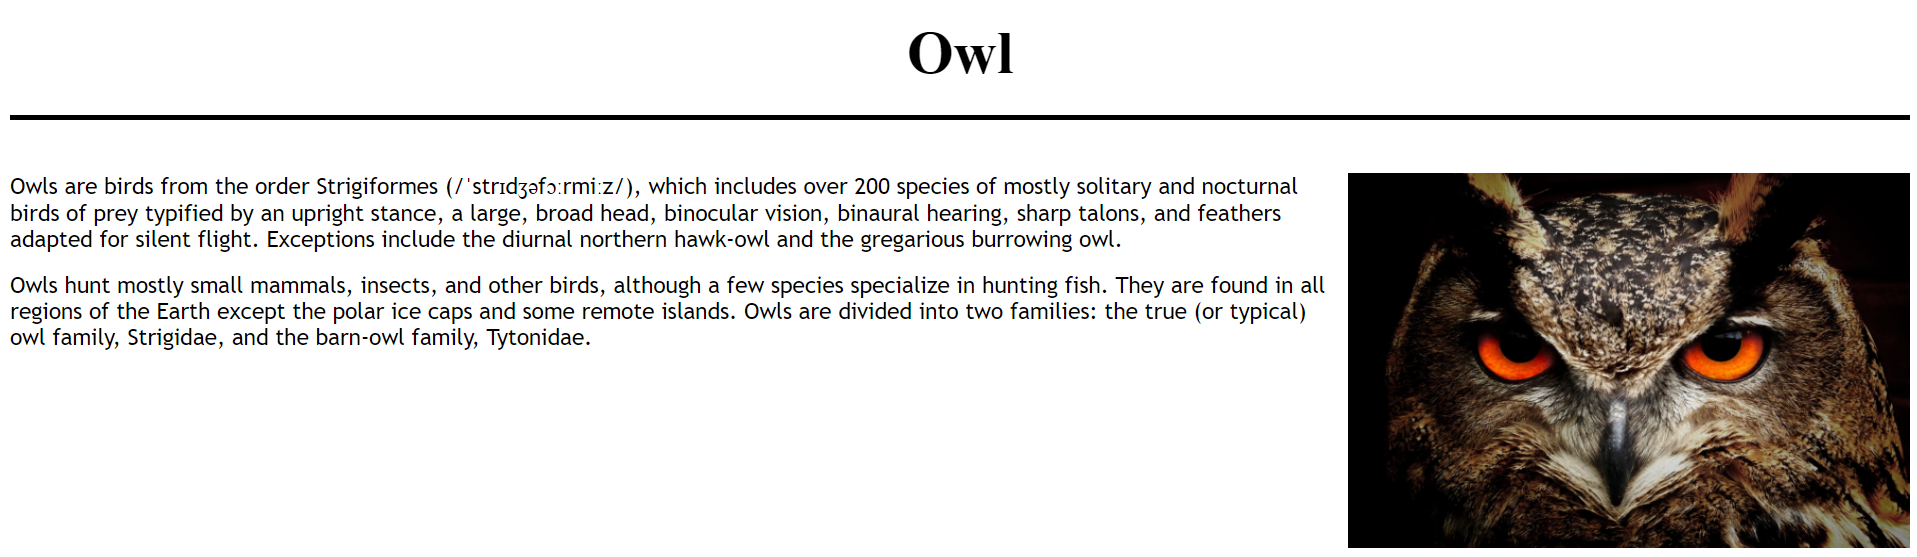 Owl
Owls are birds from the order Strigiformes (/ˈstrɪdʒəfɔːrmiːz/), which includes over 200 species of mostly solitary and nocturnal
birds of prey typified by an upright stance, a large, broad head, binocular vision, binaural hearing, sharp talons, and feathers
adapted for silent flight. Exceptions include the diurnal northern hawk-owl and the gregarious burrowing owl.
Owls hunt mostly small mammals, insects, and other birds, although a few species specialize in hunting fish. They are found in all
regions of the Earth except the polar ice caps and some remote islands. Owls are divided into two families: the true (or typical)
owl family, Strigidae, and the barn-owl family, Tytonidae.